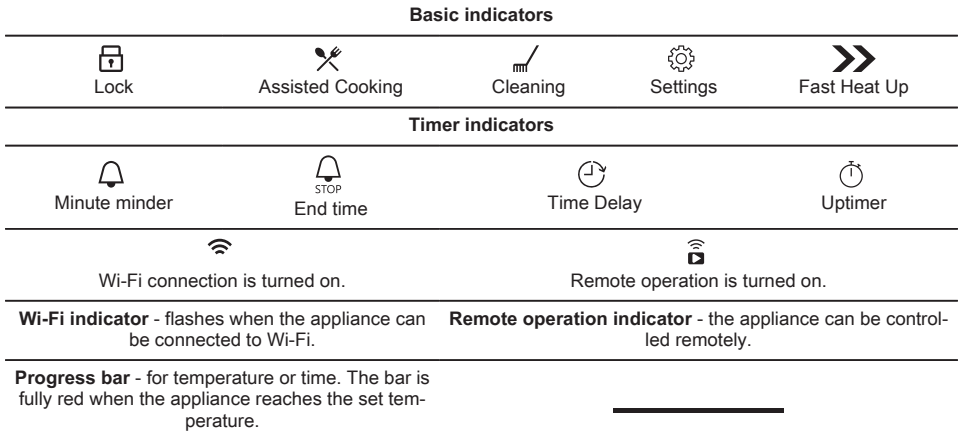 Basic indicators
Lock
Assisted Cooking
Cleaning
Settings
Fast Heat Up
Timer indicators
Minute minder
STOP
End time
Time Delay
Uptimer
Wi-Fi connection is turned on.
Remote operation is turned on.
Wi-Fi indicator - flashes when the appliance can
be connected to Wi-Fi.
Remote operation indicator - the appliance can be control-
led remotely.
Progress bar - for temperature or time. The bar is
fully red when the appliance reaches the set tem-
perature.